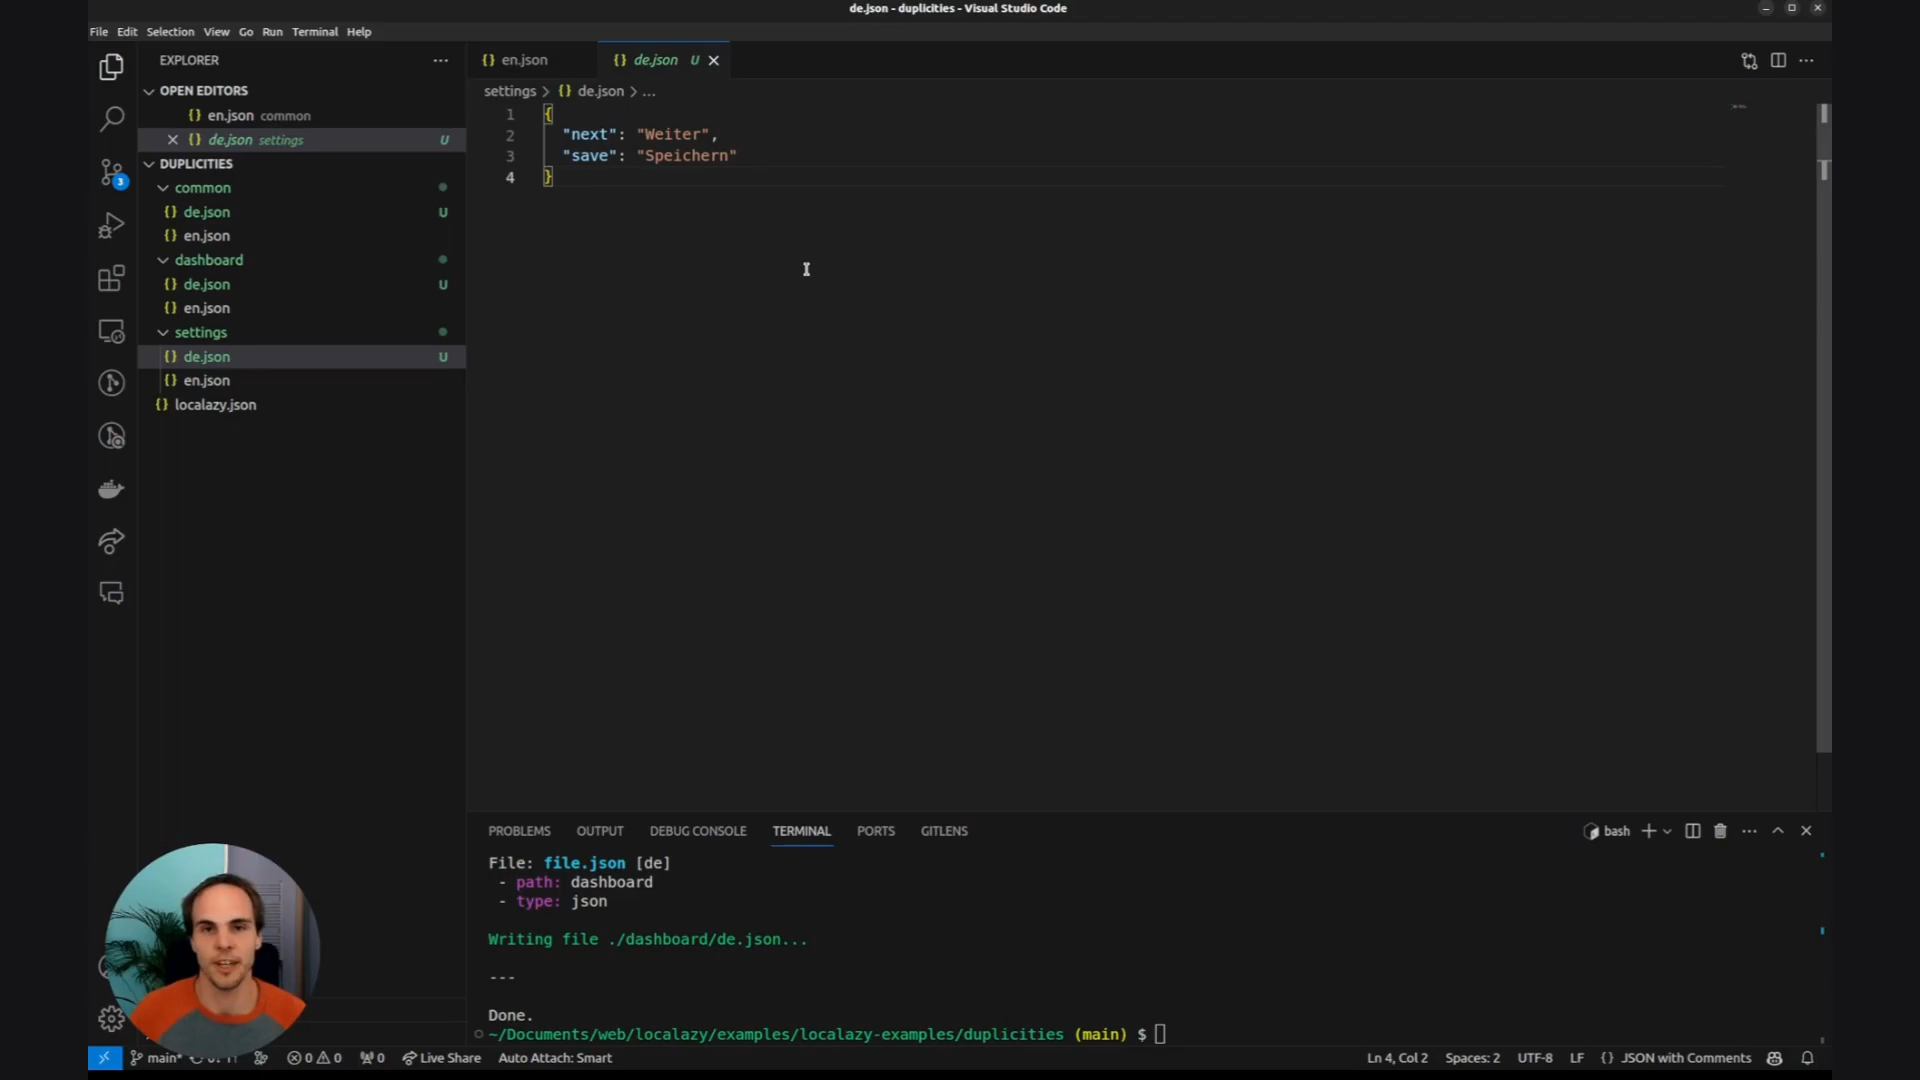 de.json - duplicities - Visual Studio Code
File Edit Selection View Go Run Terminal Help
EXPLORER
OPEN EDITORS
en.json common
de.json settings U
DUPLICITIES
common
de.json U
en.json
dashboard
de.json U
en.json
settings
de.json U
en.json
localazy.json
3
en.json
de.json U
settings > {} de.json > ...
1 {
2 "next": "Weiter",
3 "save": "Speichern"
4 }
PROBLEMS OUTPUT DEBUG CONSOLE TERMINAL PORTS GITLENS
bash
File: file.json [de]
- path: dashboard
- type: json
Writing file ./dashboard/de.json...
---
Done.
~/Documents/web/localazy/examples/localazy-examples/duplicities (main) $
main* 0 0 0 Live Share Auto Attach: Smart
Ln 4, Col 2 Spaces: 2 UTF-8 LF {} JSON with Comments